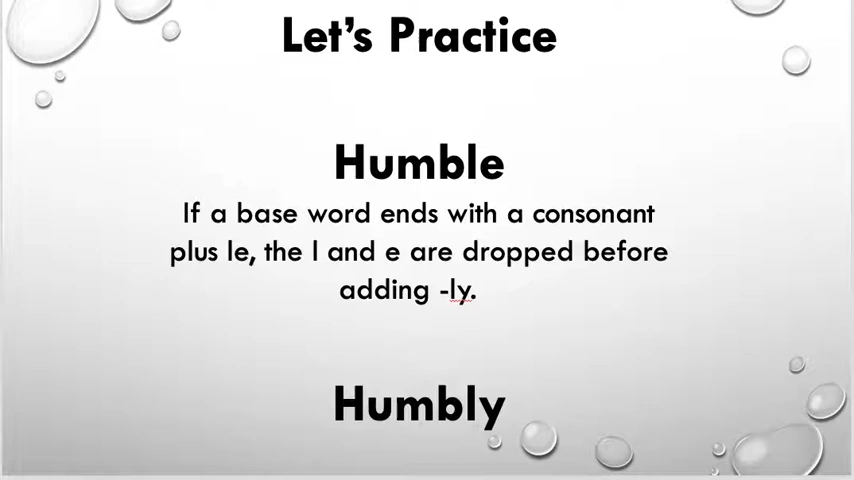 Let’s Practice
Humble
If a base word ends with a consonant
plus le, the l and e are dropped before
adding -ly.
Humbly